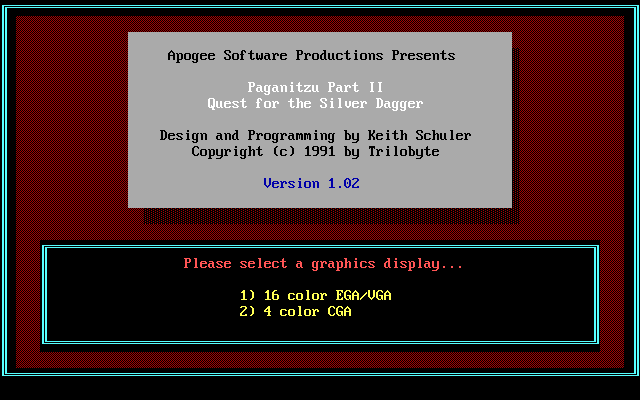 Apogee Software Productions Presents
Paganitzu Part II
Quest for the Silver Dagger
Design and Programming by Keith Schuler
Copyright (c) 1991 by Trilobyte
Version 1.02
Please select a graphics display...
1) 16 color EGA/VGA
2) 4 color CGA